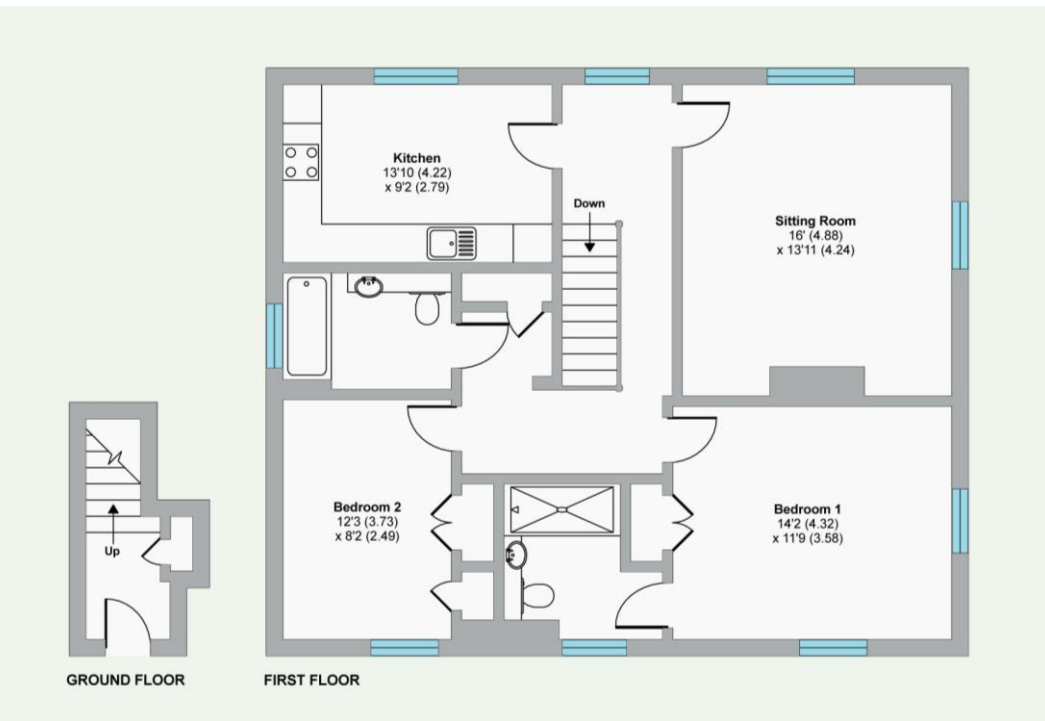 Kitchen
13'10 (4.22)
x 9'2 (2.79)
Down
Sitting Room
16' (4.88)
x 13'11 (4.24)
Bedroom 2
12'3 (3.73)
x 8'2 (2.49)
Bedroom 1
14'2 (4.32)
x 11'9 (3.58)
Up
GROUND FLOOR
FIRST FLOOR